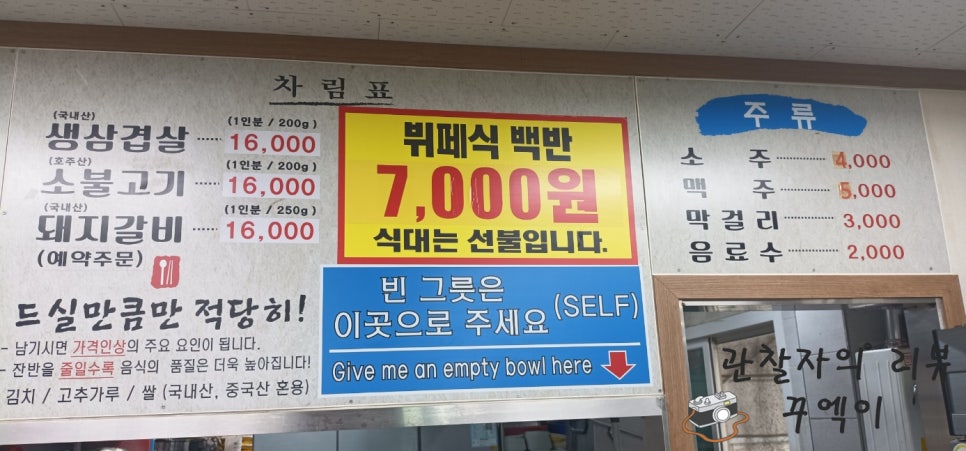 차림표
(국내산)
생삼겹살 ······ 16,000
(1인분 / 200g)
(호주산)
소불고기 ······ 16,000
(1인분 / 200g)
(국내산)
돼지갈비 ······ 16,000
(1인분 / 250g)
(예약주문)
드실만큼만 적당히!
- 남기시면 가격인상의 주요 요인이 됩니다.
- 잔반을 줄일수록 음식의 품질은 더욱 높아집니다!
김치 / 고주가루 / 쌀 (국내산, 중국산 혼용)
뷔페식 백반
7,000원
식대는 선불입니다.
빈 그릇은
이곳으로 주세요 (SELF)
Give me an empty bowl here
주류
소주 ············ 4,000
맥주 ············ 5,000
막걸리 ············ 3,000
음료수 ············ 2,000
관찰자의 리뷰
꾸엑이